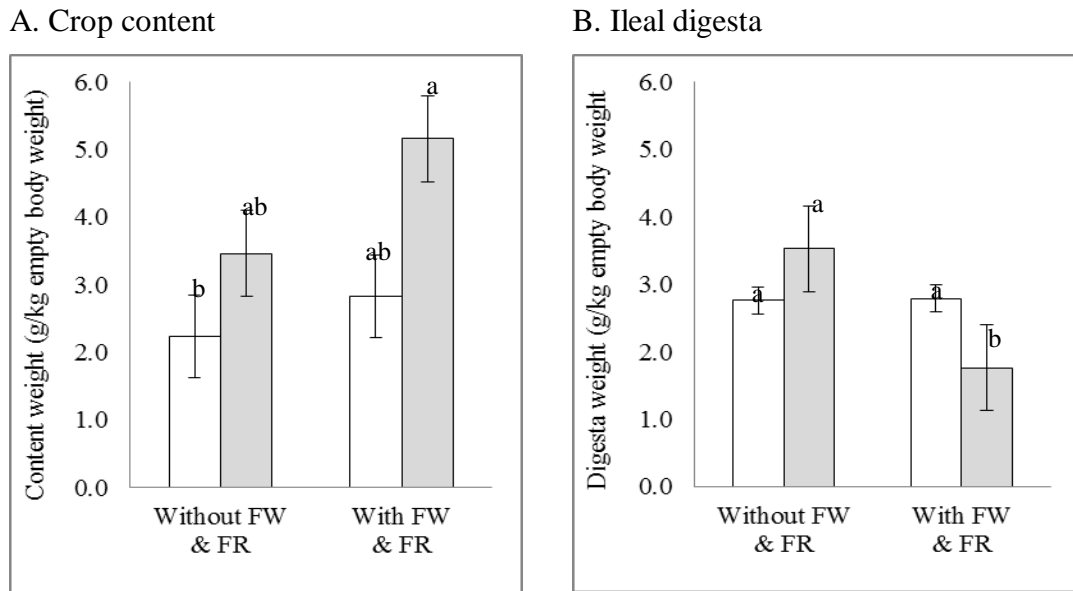 A. Crop content
Content weight (g/kg empty body weight)
6.0
5.0
4.0
3.0
2.0
1.0
0.0
b
ab
ab
a
Without FW
& FR
With FW
& FR
B. Ileal digesta
Digesta weight (g/kg empty body weight
6.0
5.0
4.0
3.0
2.0
1.0
0.0
a
a
a
b
Without FW
& FR
With FW
& FR